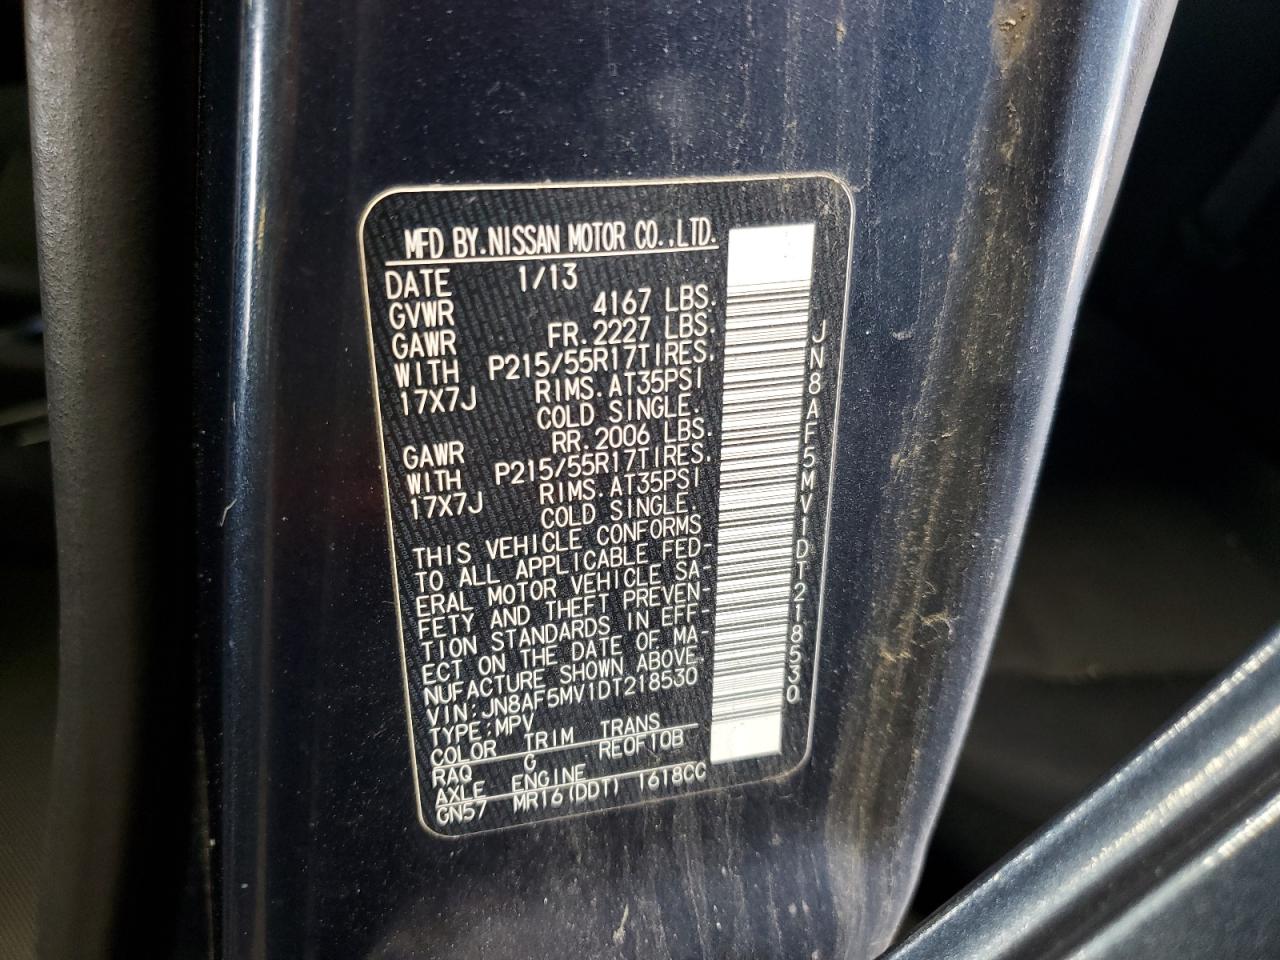 MFD BY.NISSAN MOTOR CO.,LTD.
DATE 1/13
GVWR 4167 LBS.
GAWR FR.2227 LBS.
WITH P215/55R17TIRES.
17X7J RIMS.AT35PSI
COLD SINGLE.
GAWR RR.2006 LBS.
WITH P215/55R17TIRES.
17X7J RIMS.AT35PSI
COLD SINGLE.
THIS VEHICLE CONFORMS
TO ALL APPLICABLE FED-
ERAL MOTOR VEHICLE SA-
FETY AND THEFT PREVEN-
TION STANDARDS IN EFF-
ECT ON THE DATE OF MA-
NUFACTURE SHOWN ABOVE.
VIN:JN8AF5MV1DT218530
TYPE:MPV
COLOR TRIM TRANS
RAQ G RE0F10B
AXLE ENGINE
GN57 MR16(DDT) 1618CC
JN8AF5MV1DT218530